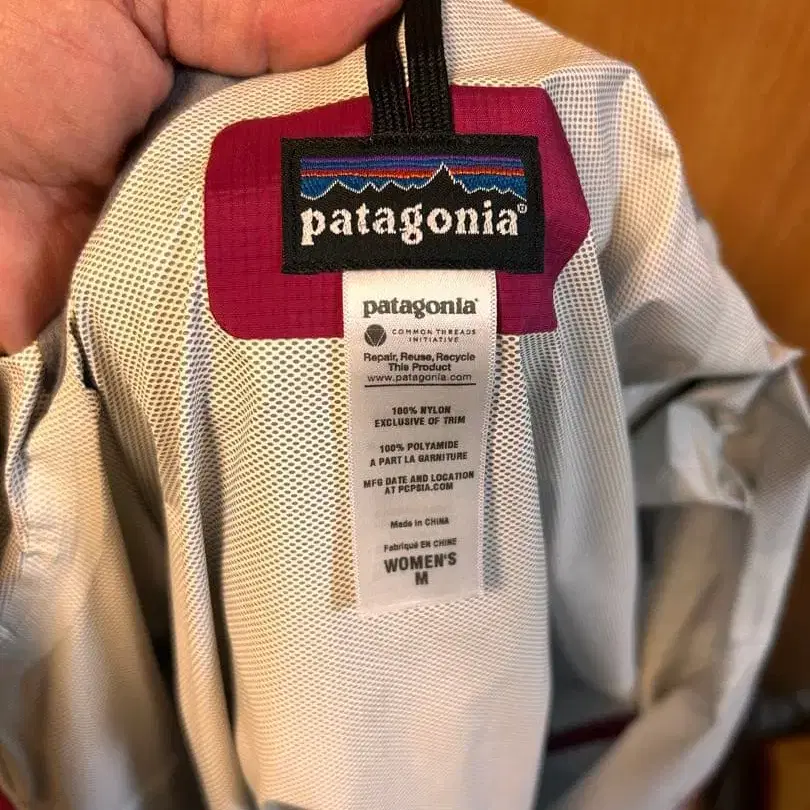 patagonia®
patagonia®
COMMON THREADS
INITIATIVE
Repair, Reuse, Recycle
This Product
www.patagonia.com
100% NYLON
EXCLUSIVE OF TRIM
100% POLYAMIDE
A PART LA GARNITURE
MFG DATE AND LOCATION
AT PCPSIA.COM
Made in CHINA
Fabriqué EN CHINE
WOMEN'S
M